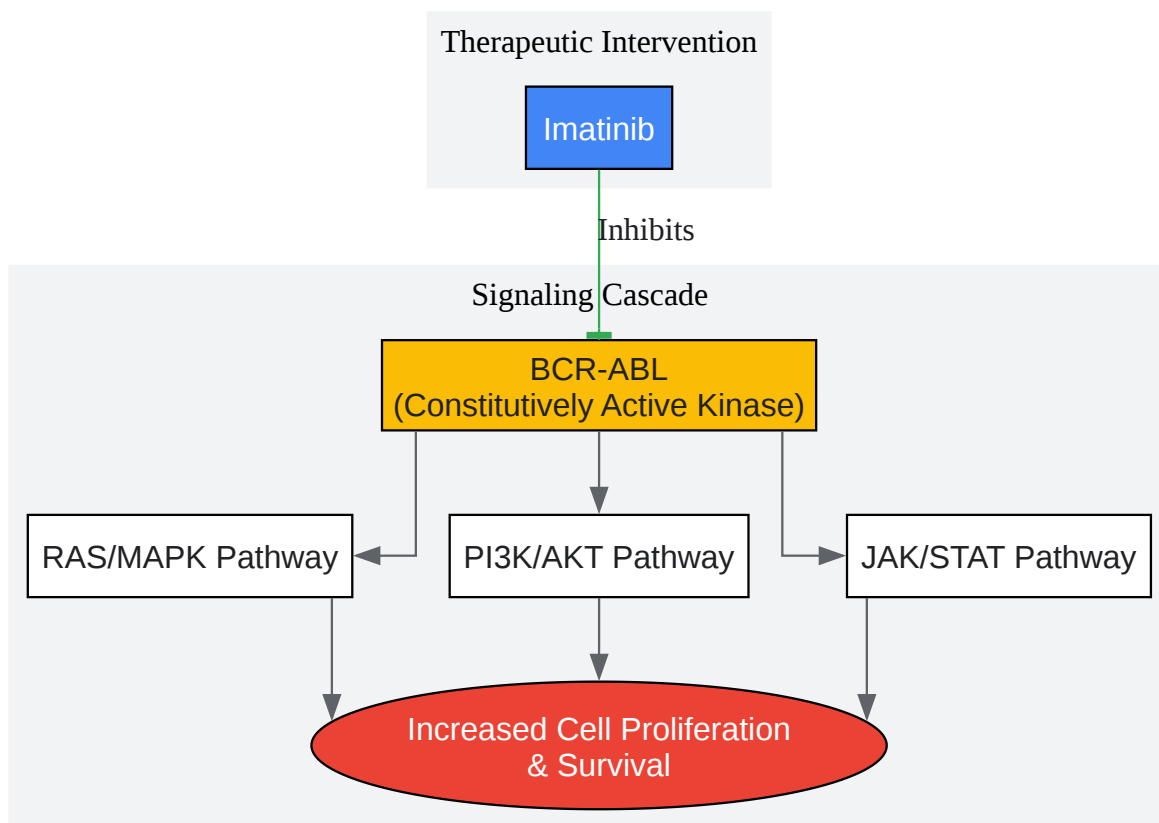 Therapeutic Intervention
Imatinib
Inhibits
Signaling Cascade
BCR-ABL
(Constitutively Active Kinase)
RAS/MAPK Pathway
PI3K/AKT Pathway
JAK/STAT Pathway
Increased Cell Proliferation
& Survival